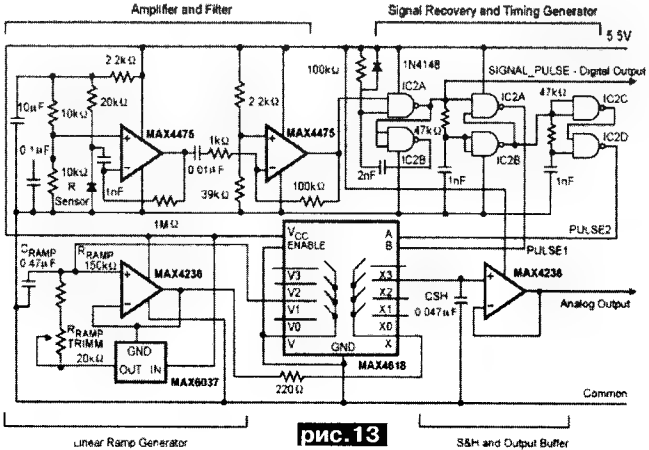 Amplifier and Filter
Signal Recovery and Timing Generator
5 5V
2.2kΩ
100kΩ
1N4148
IC2A
IC2A
SIGNAL_PULSE - Digital Output
10µF
10kΩ
20kΩ
2.2kΩ
47kΩ
IC2C
MAX4475
MAX4475
47kΩ
IC2D
0 1µF
10kΩ
R
Sensor
1nF
1kΩ
0.01µF
39kΩ
100kΩ
IC2B
IC2B
2nF
1nF
1nF
1MΩ
PULSE2
PULSE1
CRAMP
0.47µF
RRAMP
150kΩ
MAX4236
VCC
ENABLE
A
B
V3
V2
V1
V0
V
X3
X2
X1
X0
X
GND
MAX4618
MAX4236
CSH
0.047µF
Analog Output
RRAMP
TRIMM
20kΩ
GND
OUT IN
MAX6037
220Ω
Common
Linear Ramp Generator
рис.13
S&H and Output Buffer